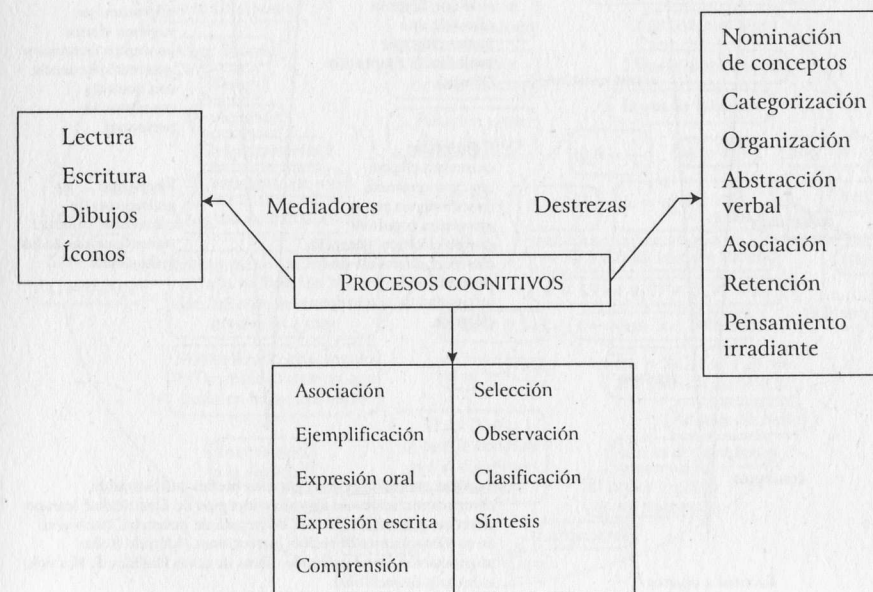 Nominación
de conceptos
Categorización
Organización
Abstracción
verbal
Asociación
Retención
Pensamiento
irradiante
Lectura
Escritura
Dibujos
Íconos
Mediadores
Destrezas
PROCESOS COGNITIVOS
Asociación
Ejemplificación
Expresión oral
Expresión escrita
Comprensión
Selección
Observación
Clasificación
Síntesis